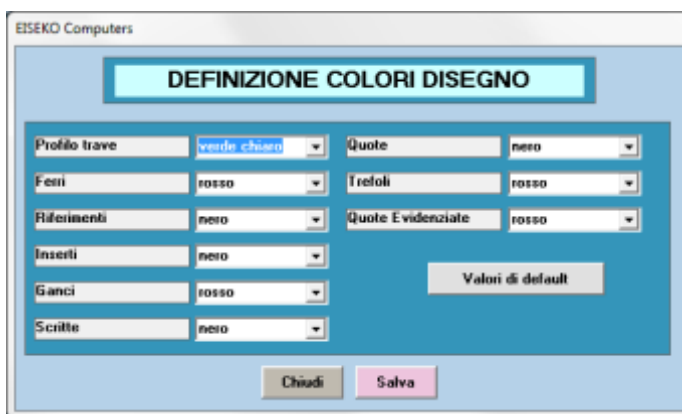 EISEKO Computers
DEFINIZIONE COLORI DISEGNO
Profilo trave verde chiaro Quote nero
Ferri rosso Trefoli rosso
Riferimenti nero Quote Evidenziate rosso
Inserti nero
Valori di default
Ganci rosso
Scritte nero
Chiudi Salva